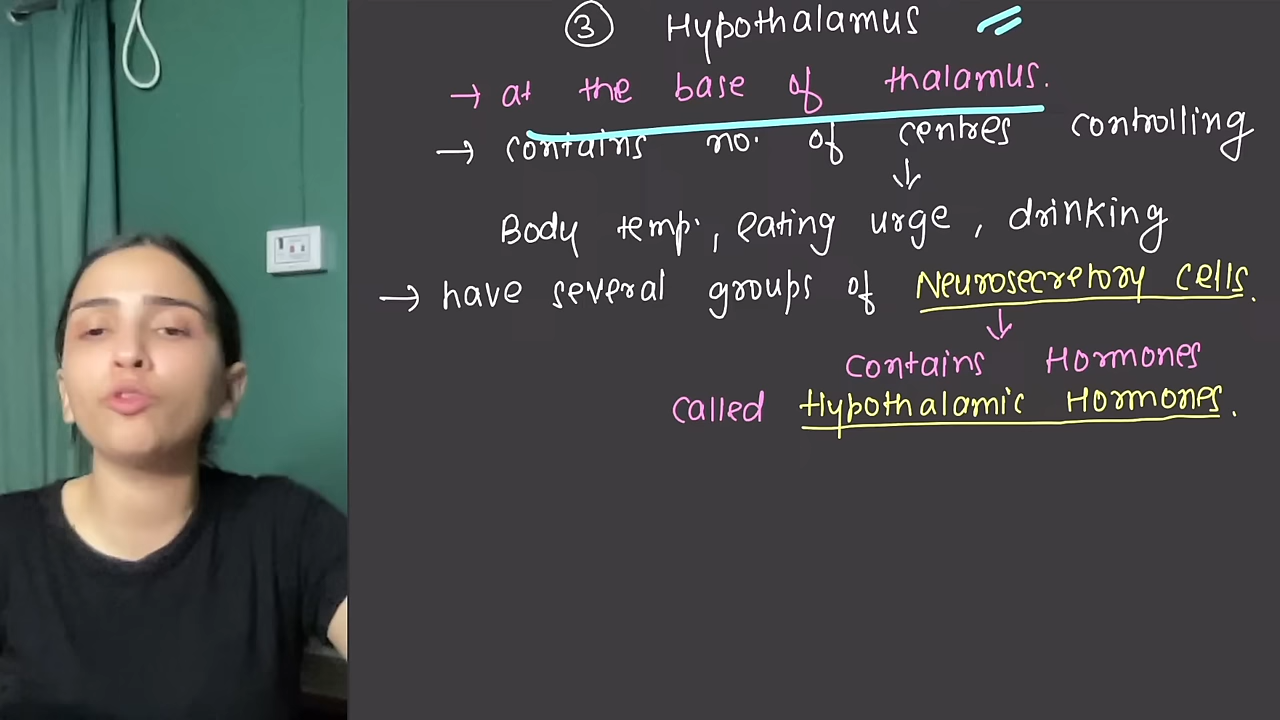 ③ Hypothalamus
→ at the base of thalamus.
→ contains no. of centres controlling
↓
Body temp., eating urge, drinking
→ have several groups of Neurosecretory cells.
↓
Contains Hormones
called Hypothalamic Hormones.